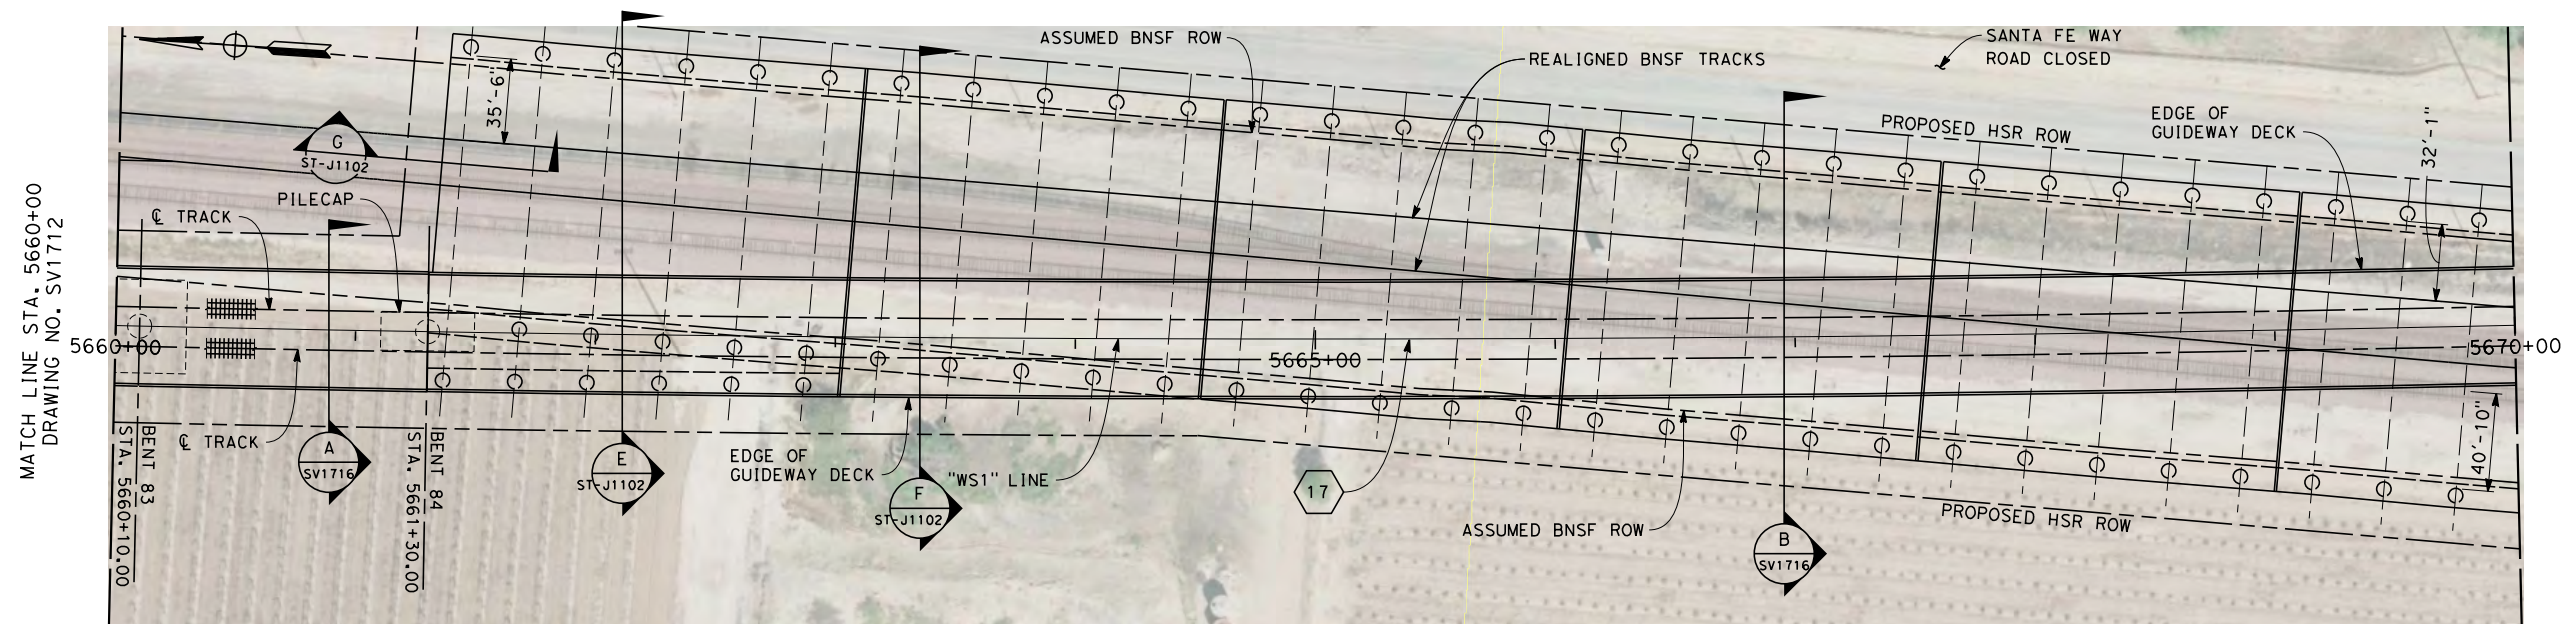 MATCH LINE STA. 5660+00
DRAWING NO. SV1712
ASSUMED BNSF ROW
REALIGNED BNSF TRACKS
SANTA FE WAY
ROAD CLOSED
35'-6"
EDGE OF
GUIDEWAY DECK
PROPOSED HSR ROW
32'-1"
G
ST-J1102
PILECAP
℄ TRACK
5660+00
5665+00
5670+00
℄ TRACK
BENT 83
STA. 5660+10.00
A
SV1716
BENT 84
STA. 5661+30.00
E
ST-J1102
EDGE OF
GUIDEWAY DECK
F
ST-J1102
"WS1" LINE
17
ASSUMED BNSF ROW
B
SV1716
PROPOSED HSR ROW
40'-10"